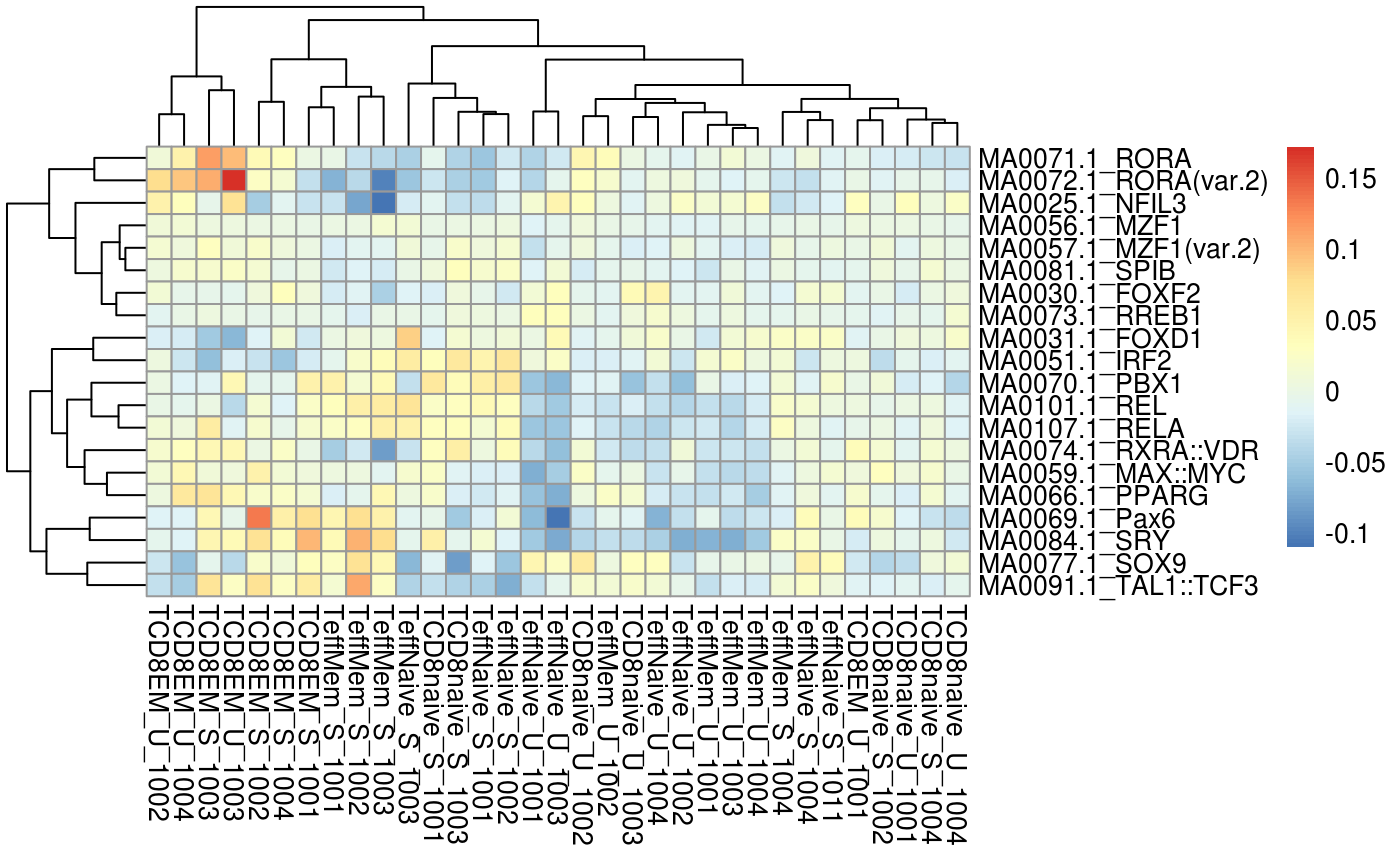 MA0071.1_RORA
MA0072.1_RORA(var.2)
MA0025.1_NFIL3
MA0056.1_MZF1
MA0057.1_MZF1(var.2)
MA0081.1_SPIB
MA0030.1_FOXF2
MA0073.1_RREB1
MA0031.1_FOXD1
MA0051.1_IRF2
MA0070.1_PBX1
MA0101.1_REL
MA0107.1_RELA
MA0074.1_RXRA::VDR
MA0059.1_MAX::MYC
MA0066.1_PPARG
MA0069.1_Pax6
MA0084.1_SRY
MA0077.1_SOX9
MA0091.1_TAL1::TCF3
0.15
0.1
0.05
0
-0.05
-0.1
TCD8EM_U_1002
TCD8EM_U_1004
TCD8EM_S_1003
TCD8EM_U_1003
TCD8EM_S_1002
TCD8EM_S_1004
TCD8EM_S_1001
TeffMem_S_1001
TeffMem_S_1002
TeffMem_S_1003
TeffNaive_S_1003
TCD8naive_S_1001
TCD8naive_S_1003
TeffNaive_S_1001
TeffNaive_S_1002
TeffNaive_U_1001
TeffNaive_U_1003
TCD8naive_U_1002
TeffMem_U_1002
TCD8naive_U_1003
TeffNaive_U_1004
TeffNaive_U_1002
TeffMem_U_1001
TeffMem_U_1003
TeffMem_U_1004
TeffMem_S_1004
TeffNaive_S_1004
TeffNaive_S_1011
TCD8EM_U_1001
TCD8naive_S_1002
TCD8naive_U_1001
TCD8naive_S_1004
TCD8naive_U_1004